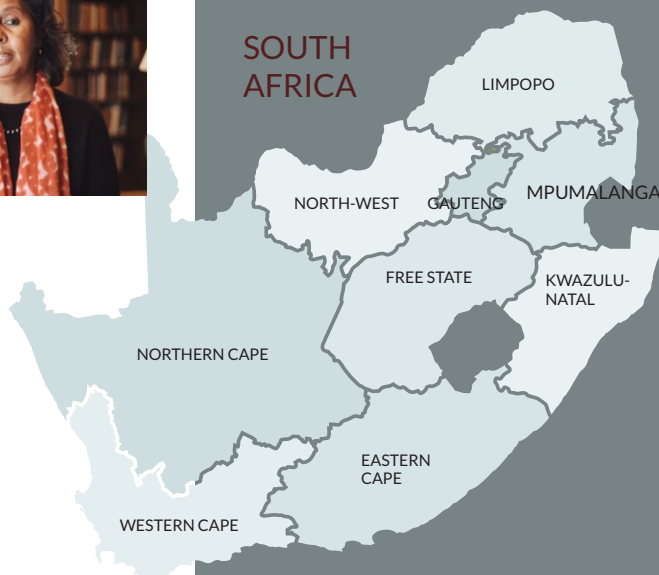 SOUTH
AFRICA
LIMPOPO
MPUMALANGA
NORTH-WEST
GAUTENG
FREE STATE
KWAZULU-
NATAL
NORTHERN CAPE
EASTERN
CAPE
WESTERN CAPE